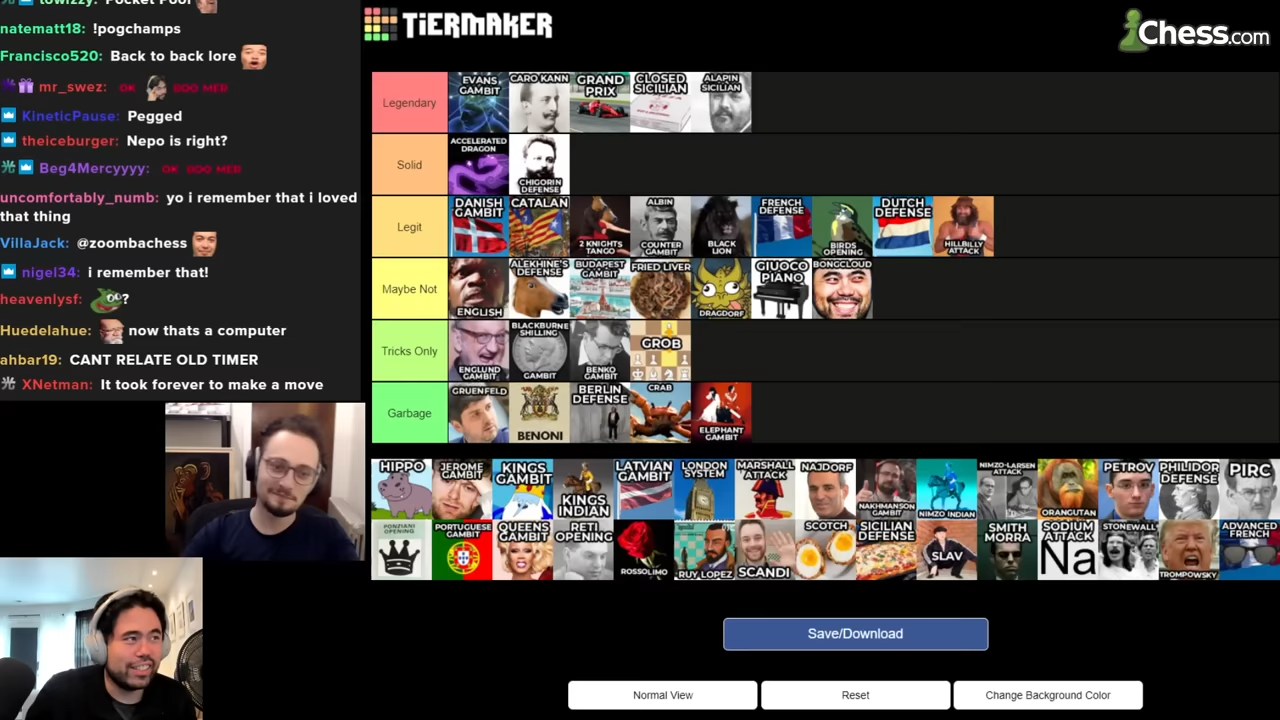 towizzy: Pocket Pool
natematt18: !pogchamps
Francisco520: Back to back lore
mr_swez: OK BOOMER
KineticPause: Pegged
theiceburger: Nepo is right?
Beg4Mercyyyy: OK BOOMER
uncomfortably_numb: yo i remember that i loved
that thing
VillaJack: @zoombachess
nigel34: i remember that!
heavenlysf: ?
Huedelahue: now thats a computer
ahbar19: CANT RELATE OLD TIMER
XNetman: It took forever to make a move
TIERMAKER
Chess.com
Legendary
EVANS GAMBIT
CARO KANN
GRAND PRIX
CLOSED SICILIAN
ALAPIN SICILIAN
Solid
ACCELERATED DRAGON
CHIGORIN DEFENSE
Legit
DANISH GAMBIT
CATALAN
2 KNIGHTS TANGO
ALBIN COUNTER GAMBIT
BLACK LION
FRENCH DEFENSE
BIRDS OPENING
DUTCH DEFENSE
HILLBILLY ATTACK
Maybe Not
ENGLISH
ALEKHINE'S DEFENSE
BUDAPEST GAMBIT
FRIED LIVER
DRAGDORF
GIUOCO PIANO
BONGCLOUD
Tricks Only
ENGLUND GAMBIT
BLACKBURNE SHILLING GAMBIT
BENKO GAMBIT
GROB
Garbage
GRUENFELD
BENONI
BERLIN DEFENSE
CRAB
ELEPHANT GAMBIT
HIPPO
JEROME GAMBIT
KINGS GAMBIT
KINGS INDIAN
LATVIAN GAMBIT
LONDON SYSTEM
MARSHALL ATTACK
NAJDORF
NAKHMANSON GAMBIT
NIMZO INDIAN
NIMZO-LARSEN ATTACK
ORANGUTAN
PETROV
PHILIDOR DEFENSE
PIRC
PONZIANI OPENING
PORTUGUESE GAMBIT
QUEENS GAMBIT
RETI OPENING
ROSSOLIMO
RUY LOPEZ
SCANDI
SCOTCH
SICILIAN DEFENSE
SLAV
SMITH MORRA
SODIUM ATTACK
Na
STONEWALL
TROMPOWSKY
ADVANCED FRENCH
Save/Download
Normal View
Reset
Change Background Color